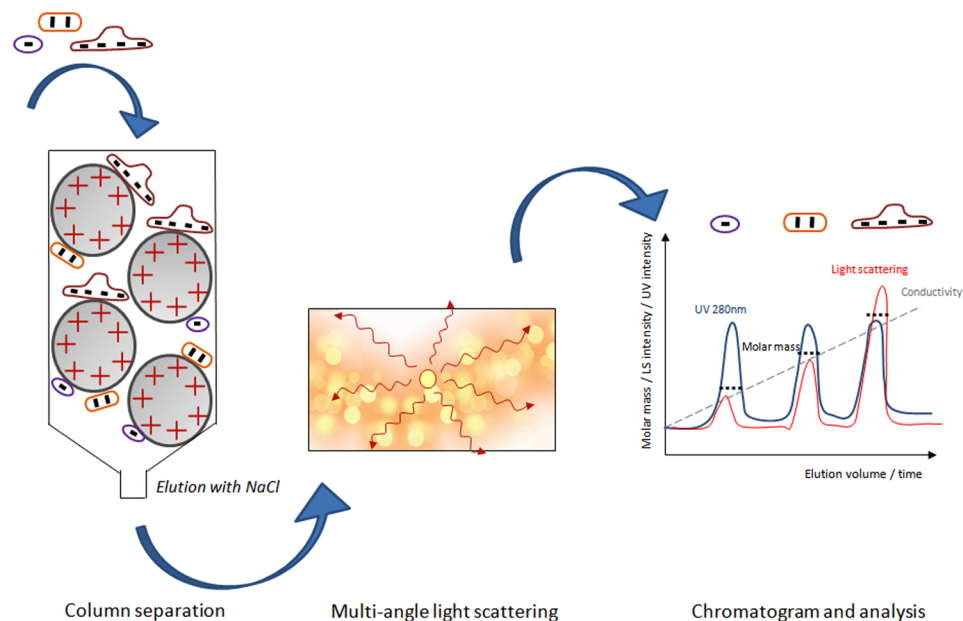 Elution with NaCl
Column separation
Multi-angle light scattering
Molar mass / LS intensity / UV intensity
Light scattering
Conductivity
UV 280nm
Molar mass
Elution volume / time
Chromatogram and analysis